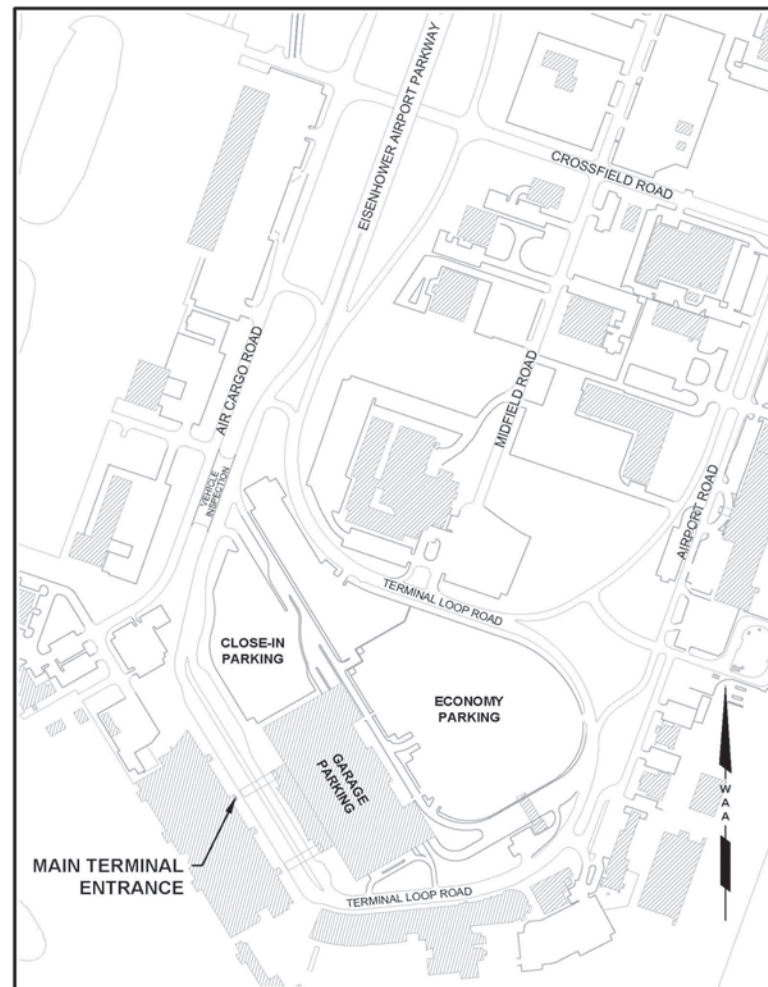 EISENHOWER AIRPORT PARKWAY
CROSSFIELD ROAD
AIR CARGO ROAD
MIDFIELD ROAD
VEHICLE
INSPECTION
AIRPORT ROAD
TERMINAL LOOP ROAD
CLOSE-IN
PARKING
ECONOMY
PARKING
GARAGE
PARKING
WAA
MAIN TERMINAL
ENTRANCE
TERMINAL LOOP ROAD